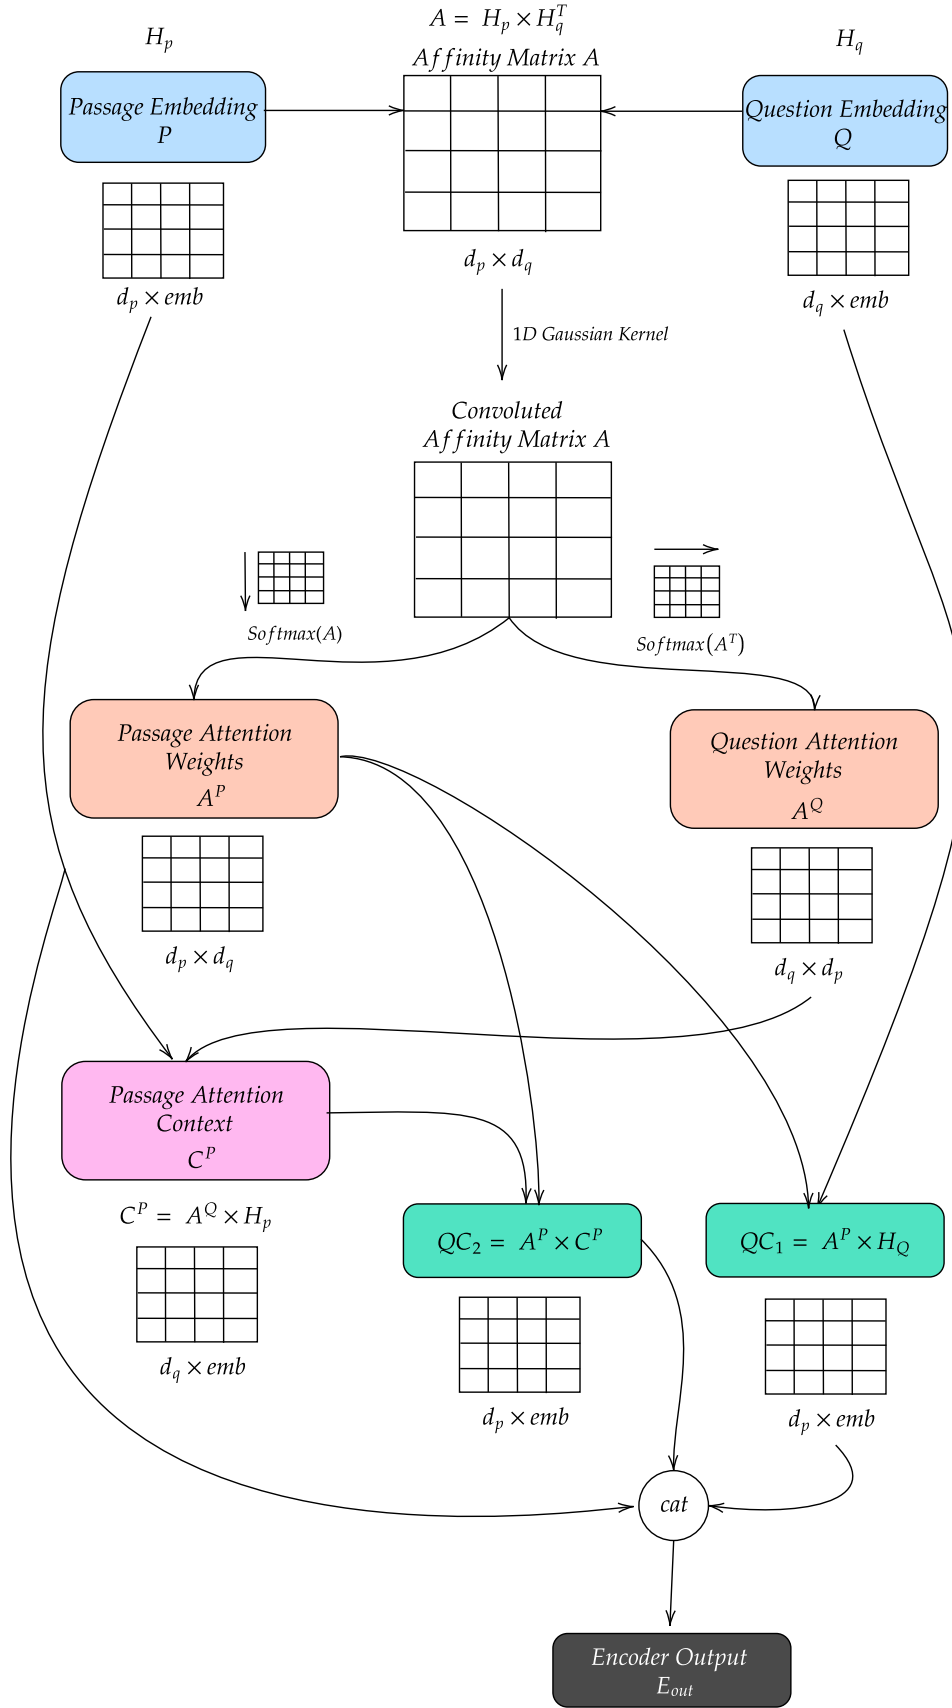 A = H_p × H_q^T
H_p
H_q
Affinity Matrix A
Passage Embedding
P
Question Embedding
Q
d_p × d_q
d_p × emb
d_q × emb
1D Gaussian Kernel
Convoluted
Affinity Matrix A
Softmax(A)
Softmax(A^T)
Passage Attention
Weights
A^P
Question Attention
Weights
A^Q
d_p × d_q
d_q × d_p
Passage Attention
Context
C^P
C^P = A^Q × H_p
QC_2 = A^P × C^P
QC_1 = A^P × H_Q
d_q × emb
d_p × emb
d_p × emb
cat
Encoder Output
E_out